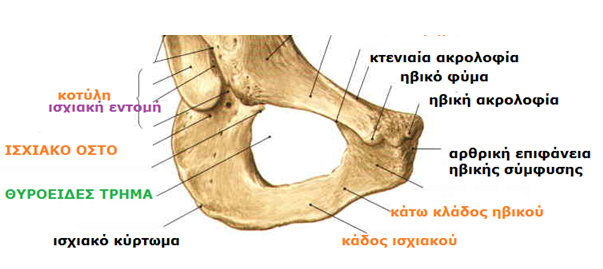 κτενιαία ακρολοφία
ηβικό φύμα
κοτύλη
ηβική ακρολοφία
ισχιακή εντομή
ΙΣΧΙΑΚΟ ΟΣΤΟ
αρθρική επιφάνεια
ηβικής σύμφυσης
ΘΥΡΟΕΙΔΕΣ ΤΡΗΜΑ
κάτω κλάδος ηβικού
ισχιακό κύρτωμα
κάδος ισχιακού